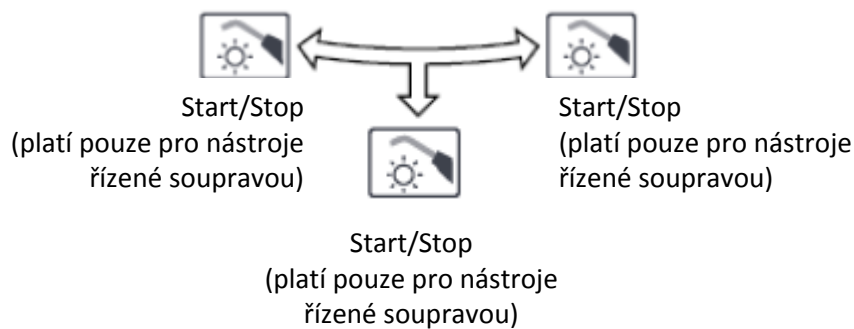 Start/Stop
(platí pouze pro nástroje
řízené soupravou)
Start/Stop
(platí pouze pro nástroje
řízené soupravou)
Start/Stop
(platí pouze pro nástroje
řízené soupravou)